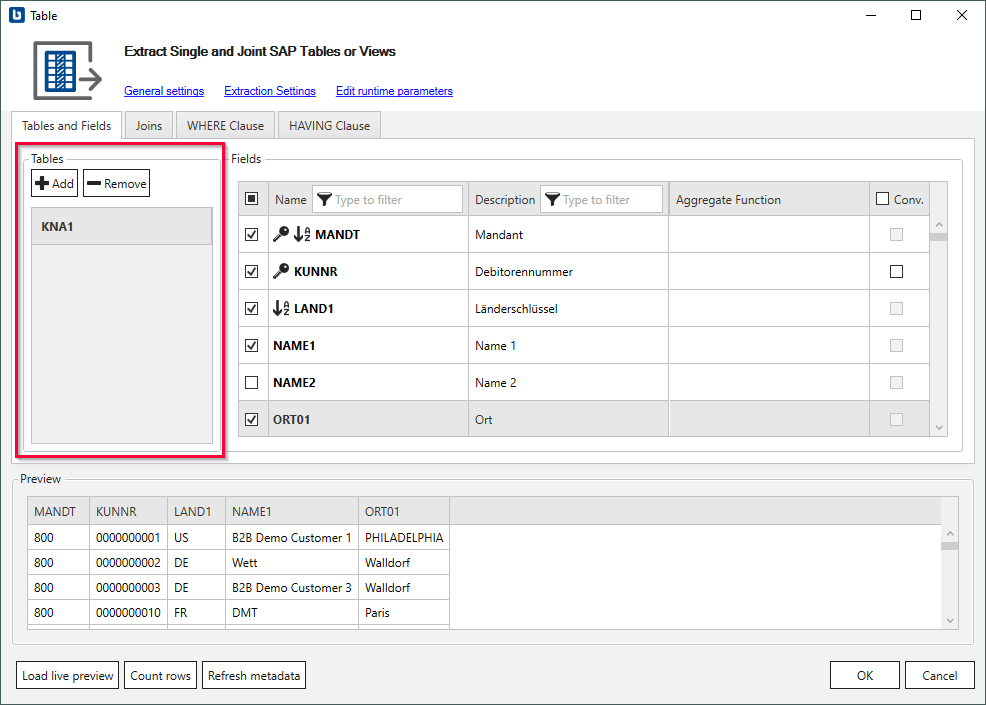 Table
Extract Single and Joint SAP Tables or Views
General settings Extraction Settings Edit runtime parameters
Tables and Fields Joins WHERE Clause HAVING Clause
Tables
Add Remove
KNA1
Fields
Name Type to filter Description Type to filter Aggregate Function Conv.
MANDT Mandant
KUNNR Debitorennummer
LAND1 Länderschlüssel
NAME1 Name 1
NAME2 Name 2
ORT01 Ort
Preview
MANDT KUNNR LAND1 NAME1 ORT01
800 0000000001 US B2B Demo Customer 1 PHILADELPHIA
800 0000000002 DE Wett Walldorf
800 0000000003 DE B2B Demo Customer 3 Walldorf
800 0000000010 FR DMT Paris
Load live preview Count rows Refresh metadata OK Cancel